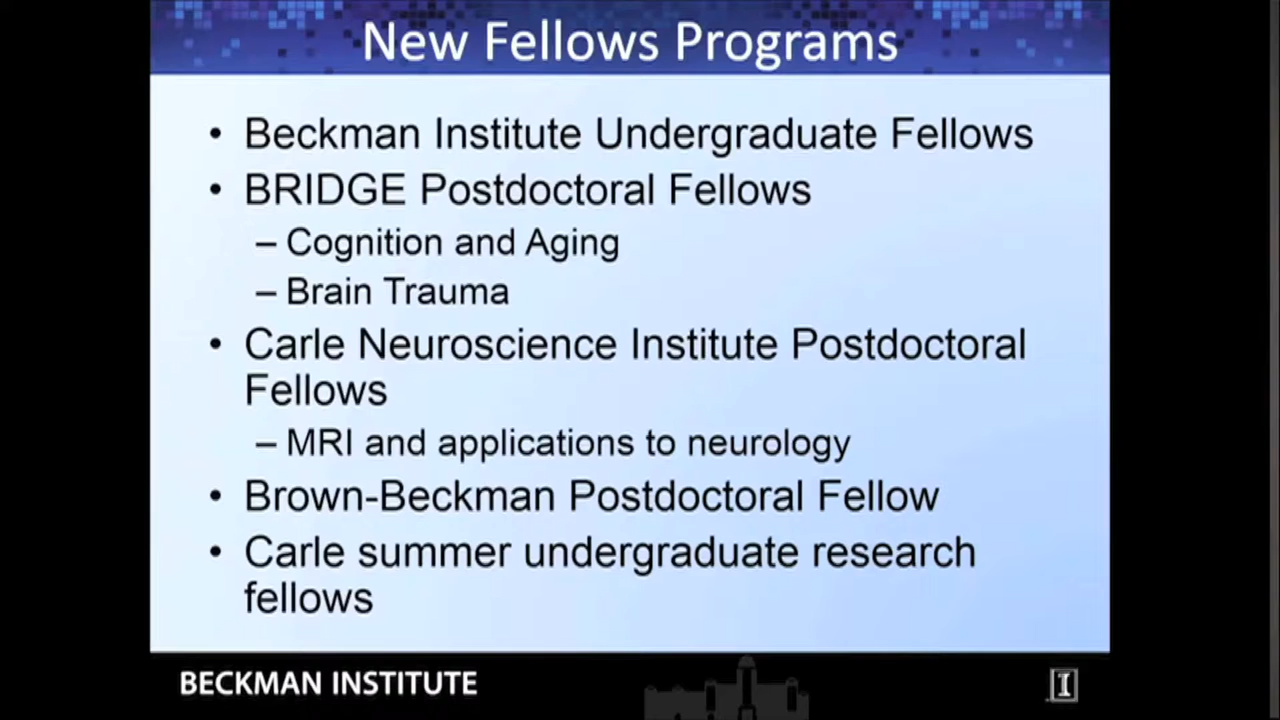 New Fellows Programs
• Beckman Institute Undergraduate Fellows
• BRIDGE Postdoctoral Fellows
– Cognition and Aging
– Brain Trauma
• Carle Neuroscience Institute Postdoctoral
Fellows
– MRI and applications to neurology
• Brown-Beckman Postdoctoral Fellow
• Carle summer undergraduate research
fellows
BECKMAN INSTITUTE
I